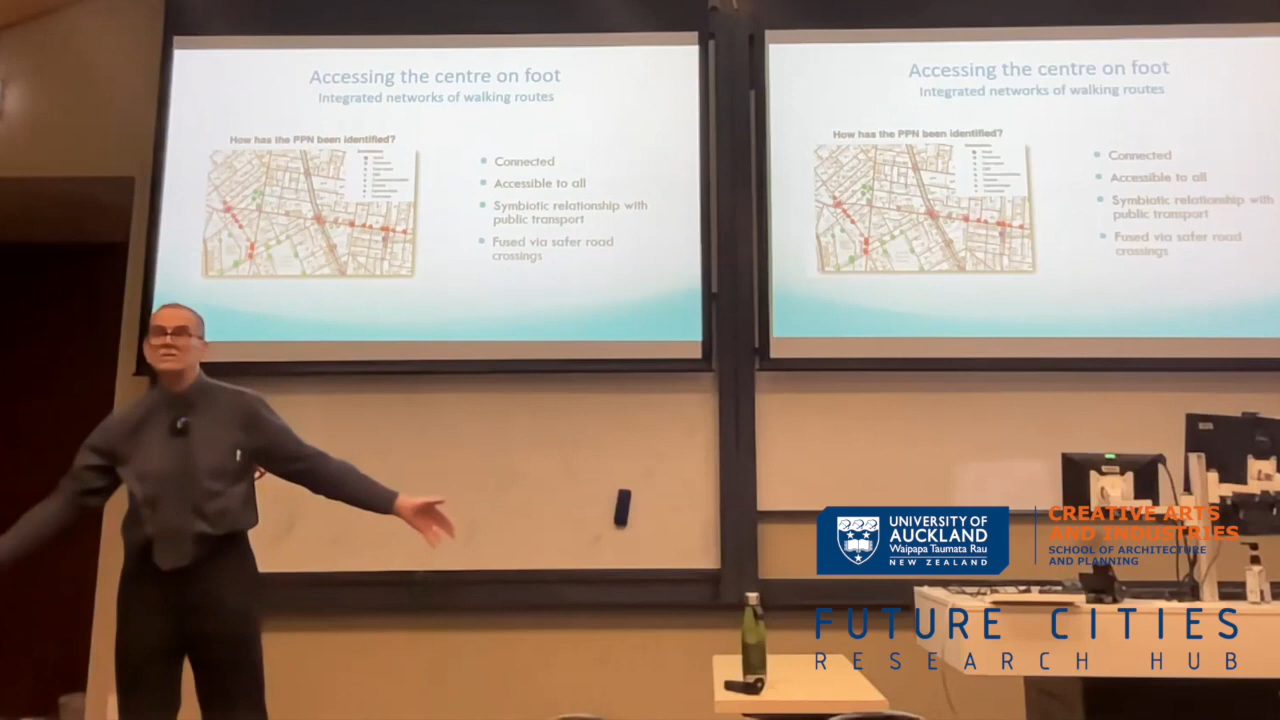 Accessing the centre on foot
Integrated networks of walking routes
How has the PPN been identified?
Connected
Accessible to all
Symbiotic relationship with
public transport
Fused via safer road
crossings
Accessing the centre on foot
Integrated networks of walking routes
How has the PPN been identified?
Connected
Accessible to all
Symbiotic relationship with
public transport
Fused via safer road
crossings
UNIVERSITY OF
AUCKLAND
Waipapa Taumata Rau
NEW ZEALAND
CREATIVE ARTS
AND INDUSTRIES
SCHOOL OF ARCHITECTURE
AND PLANNING
FUTURE CITIES
RESEARCH HUB